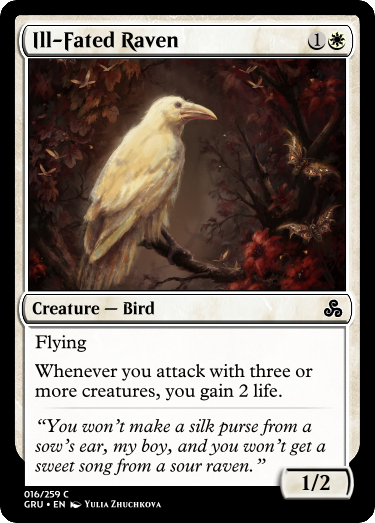 Ill-Fated Raven 1
Creature — Bird
Flying
Whenever you attack with three or
more creatures, you gain 2 life.
“You won’t make a silk purse from a
sow’s ear, my boy, and you won’t get a
sweet song from a sour raven.”
1/2
016/259 C
GRU • EN Yulia Zhuchkova